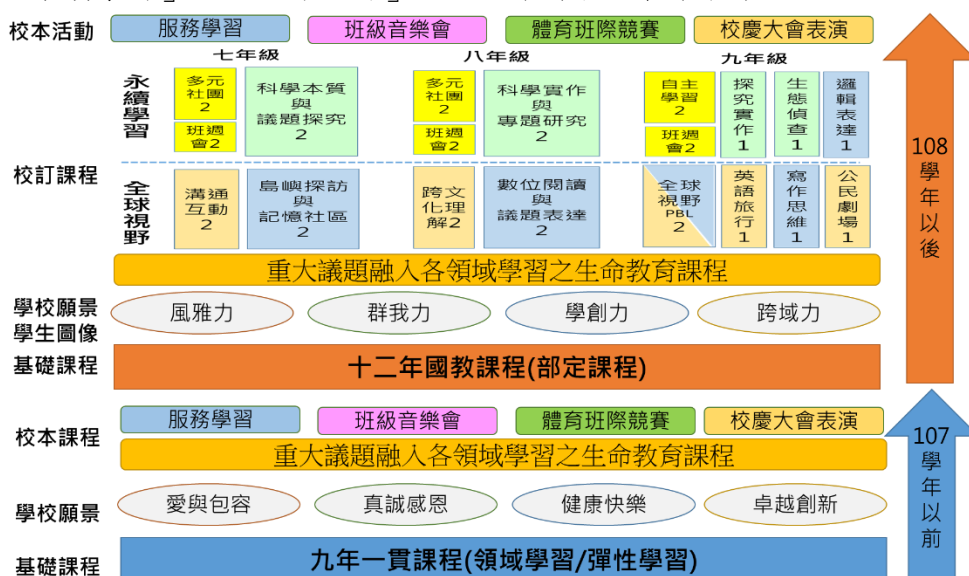 校本活動
服務學習
班級音樂會
體育班際競賽
校慶大會表演
七年級
八年級
九年級
永續學習
多元
社團
2
班週
會2
科學本質
與
議題探究
2
多元
社團
2
班週
會2
科學實作
與
專題研究
2
自主
學習
2
班週
會2
探究實作1
生態偵查1
邏輯表達1
校訂課程
全球視野
溝通
互動
2
島嶼探訪
與
記憶社區
2
跨文
化理
解2
數位閱讀
與
議題表達
2
全球
視野
PBL
2
英語旅行1
寫作思維1
公民劇場1
重大議題融入各領域學習之生命教育課程
學校願景
學生圖像
風雅力
群我力
學創力
跨域力
基礎課程
十二年國教課程(部定課程)
108學年以後
校本課程
服務學習
班級音樂會
體育班際競賽
校慶大會表演
重大議題融入各領域學習之生命教育課程
學校願景
愛與包容
真誠感恩
健康快樂
卓越創新
基礎課程
九年一貫課程(領域學習/彈性學習)
107學年以前